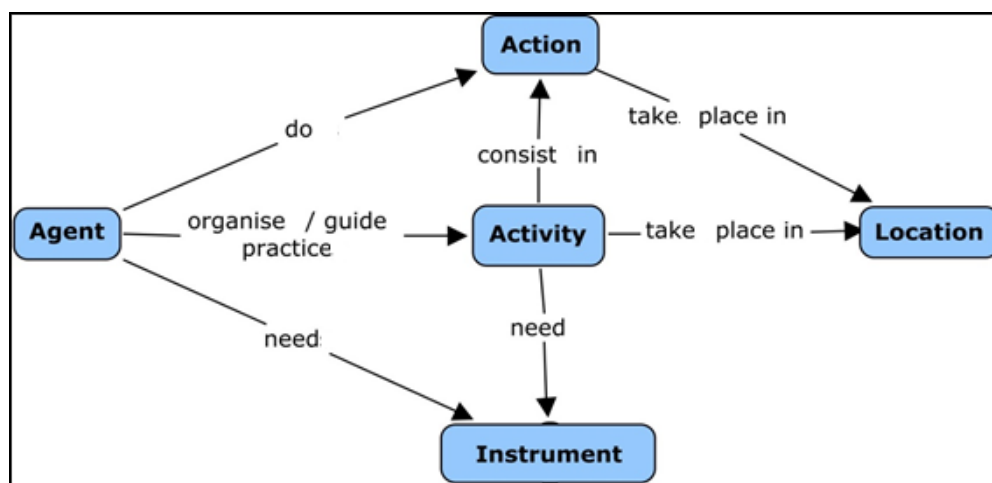 Action
do
take place in
consist in
Agent
organise / guide
practice
Activity
take place in
Location
need
need
Instrument